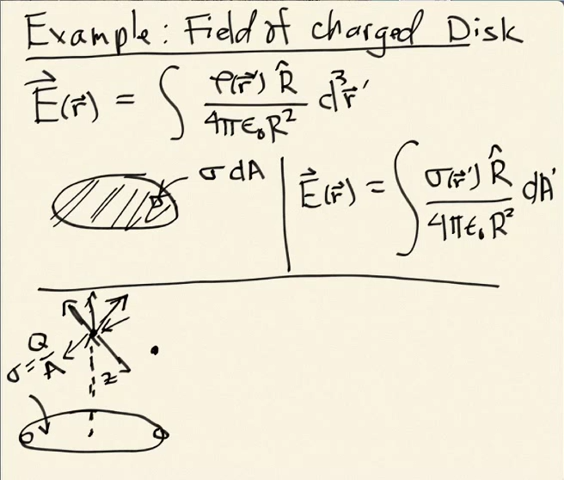 Example: Field of charged Disk
E⃗(r⃗) = ∫ ρ(r⃗') R̂ / 4πε₀R² d³r⃗'
σ dA
E⃗(r⃗) = ∫ σ(r⃗') R̂ / 4πε₀R² dA'
σ = Q/A
z